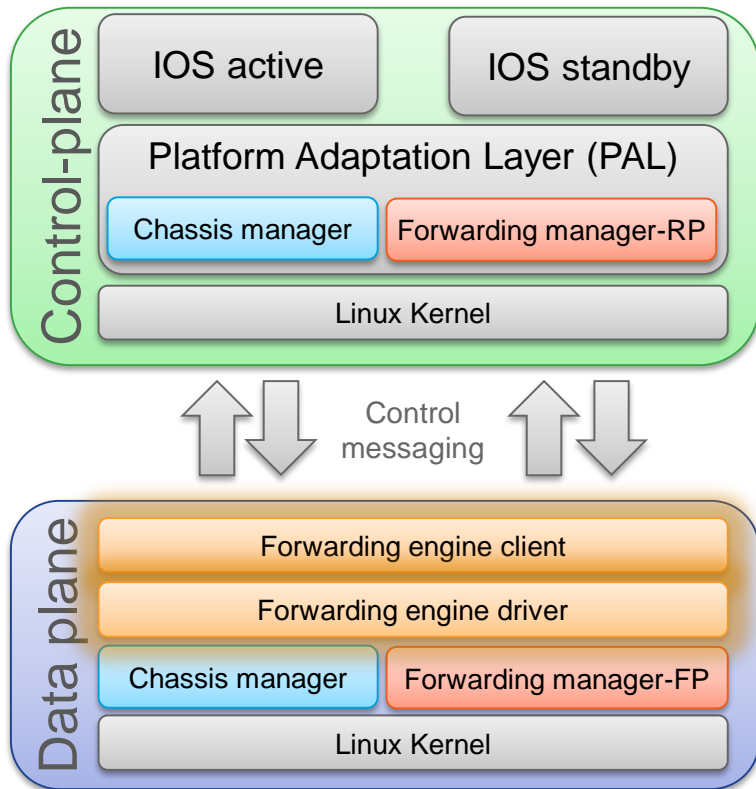 Control-plane
IOS active
IOS standby
Platform Adaptation Layer (PAL)
Chassis manager
Forwarding manager-RP
Linux Kernel
Control
messaging
Data plane
Forwarding engine client
Forwarding engine driver
Chassis manager
Forwarding manager-FP
Linux Kernel